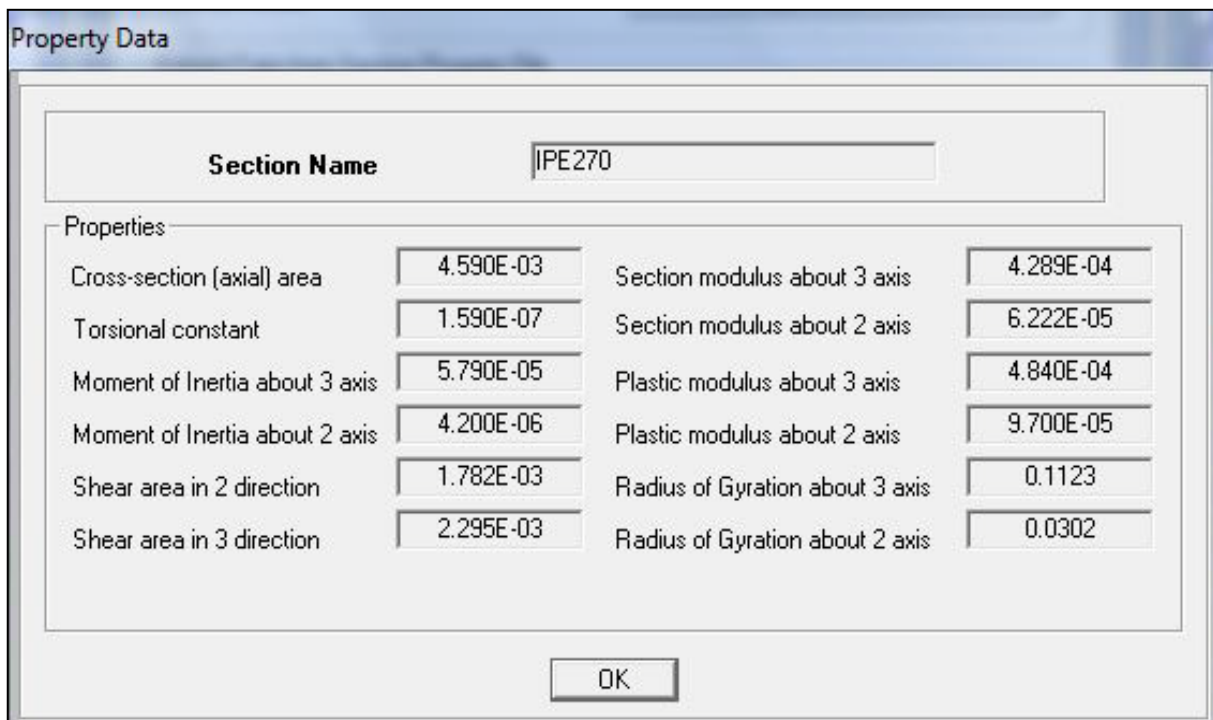 Property Data
Section Name IPE270
Properties
Cross-section (axial) area 4.590E-03 Section modulus about 3 axis 4.289E-04
Torsional constant 1.590E-07 Section modulus about 2 axis 6.222E-05
Moment of Inertia about 3 axis 5.790E-05 Plastic modulus about 3 axis 4.840E-04
Moment of Inertia about 2 axis 4.200E-06 Plastic modulus about 2 axis 9.700E-05
Shear area in 2 direction 1.782E-03 Radius of Gyration about 3 axis 0.1123
Shear area in 3 direction 2.295E-03 Radius of Gyration about 2 axis 0.0302
OK